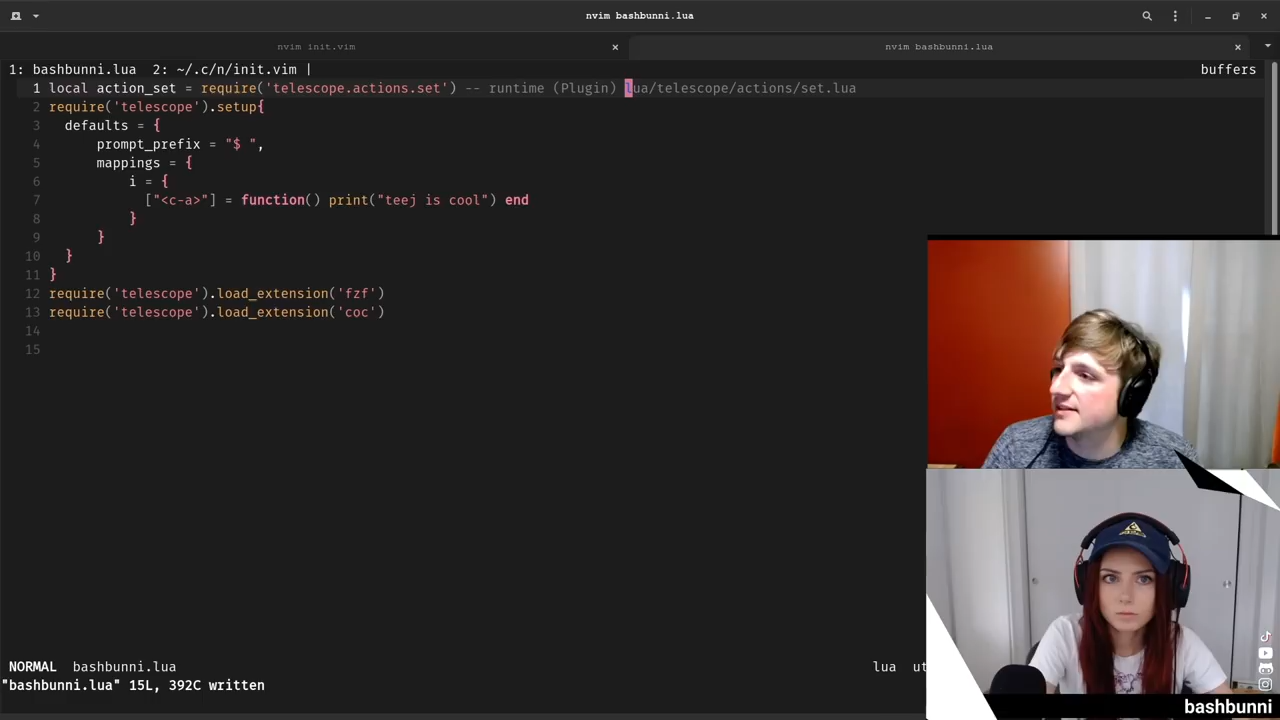 nvim bashbunni.lua
nvim init.vim
nvim bashbunni.lua
1: bashbunni.lua  2: ~/.c/n/init.vim |
buffers
1 local action_set = require('telescope.actions.set') -- runtime (Plugin) lua/telescope/actions/set.lua
2 require('telescope').setup{
3   defaults = {
4       prompt_prefix = "$ ",
5       mappings = {
6           i = {
7             ["<c-a>"] = function() print("teej is cool") end
8           }
9       }
10   }
11 }
12 require('telescope').load_extension('fzf')
13 require('telescope').load_extension('coc')
14
15
NORMAL  bashbunni.lua
lua  ut
"bashbunni.lua" 15L, 392C written
bashbunni